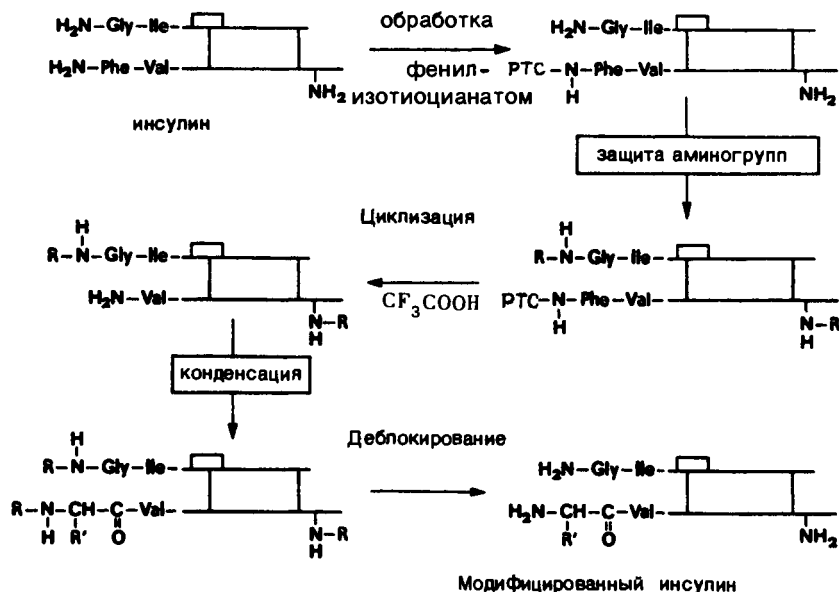 H₂N–Gly–Ile–
H₂N–Phe–Val–
NH₂
инсулин
обработка
фенил-
изотиоцианатом
H₂N–Gly–Ile–
PTC–N–Phe–Val–
H
NH₂
защита аминогрупп
H
R–N–Gly–Ile–
PTC–N–Phe–Val–
H
N–R
H
Циклизация
CF₃COOH
H
R–N–Gly–Ile–
H₂N–Val–
N–R
H
конденсация
H
R–N–Gly–Ile–
R–N–CH–C–Val–
H R' O
N–R
H
Деблокирование
H₂N–Gly–Ile–
H₂N–CH–C–Val–
R' O
NH₂
Модифицированный инсулин